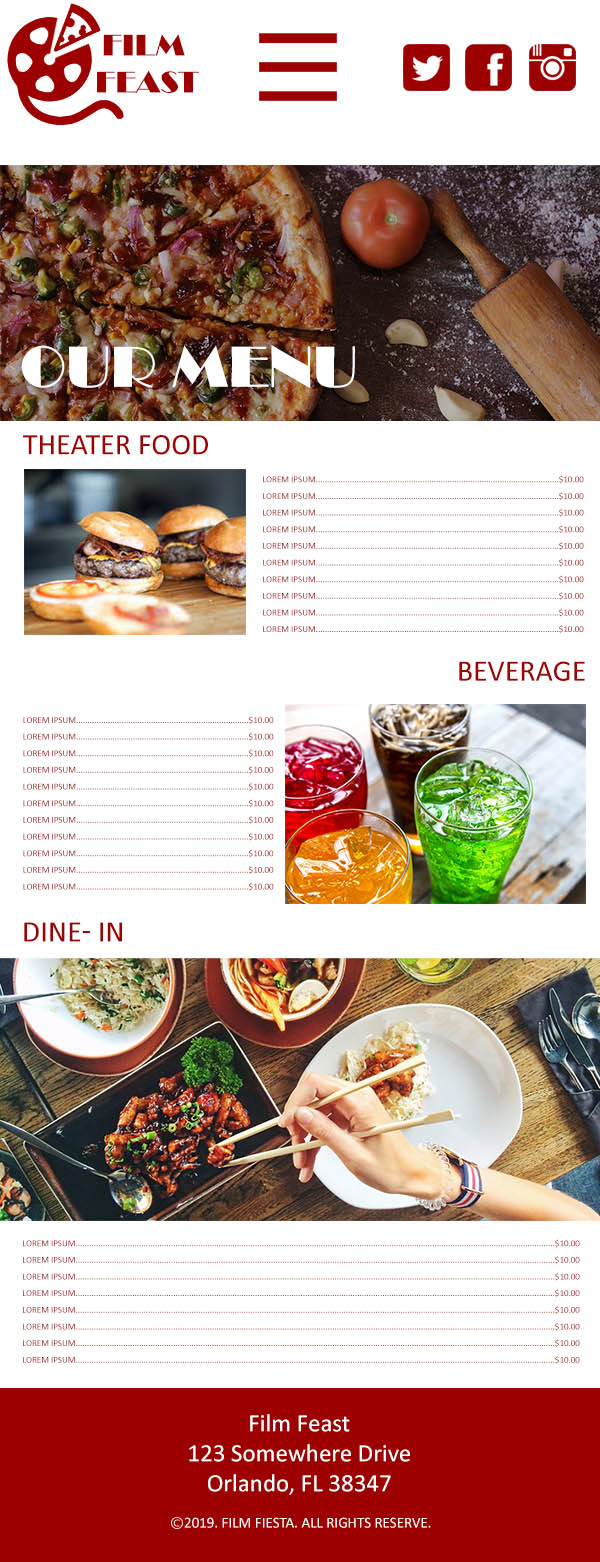 FILM
FEAST
OUR MENU
THEATER FOOD
LOREM IPSUM..........................................................................................$10.00
LOREM IPSUM..........................................................................................$10.00
LOREM IPSUM..........................................................................................$10.00
LOREM IPSUM..........................................................................................$10.00
LOREM IPSUM..........................................................................................$10.00
LOREM IPSUM..........................................................................................$10.00
LOREM IPSUM..........................................................................................$10.00
LOREM IPSUM..........................................................................................$10.00
LOREM IPSUM..........................................................................................$10.00
LOREM IPSUM..........................................................................................$10.00
BEVERAGE
LOREM IPSUM................................................................$10.00
LOREM IPSUM................................................................$10.00
LOREM IPSUM................................................................$10.00
LOREM IPSUM................................................................$10.00
LOREM IPSUM................................................................$10.00
LOREM IPSUM................................................................$10.00
LOREM IPSUM................................................................$10.00
LOREM IPSUM................................................................$10.00
LOREM IPSUM................................................................$10.00
LOREM IPSUM................................................................$10.00
LOREM IPSUM................................................................$10.00
DINE- IN
LOREM IPSUM....................................................................................................$10.00
LOREM IPSUM....................................................................................................$10.00
LOREM IPSUM....................................................................................................$10.00
LOREM IPSUM....................................................................................................$10.00
LOREM IPSUM....................................................................................................$10.00
LOREM IPSUM....................................................................................................$10.00
LOREM IPSUM....................................................................................................$10.00
LOREM IPSUM....................................................................................................$10.00
Film Feast
123 Somewhere Drive
Orlando, FL 38347
©2019. FILM FIESTA. ALL RIGHTS RESERVE.